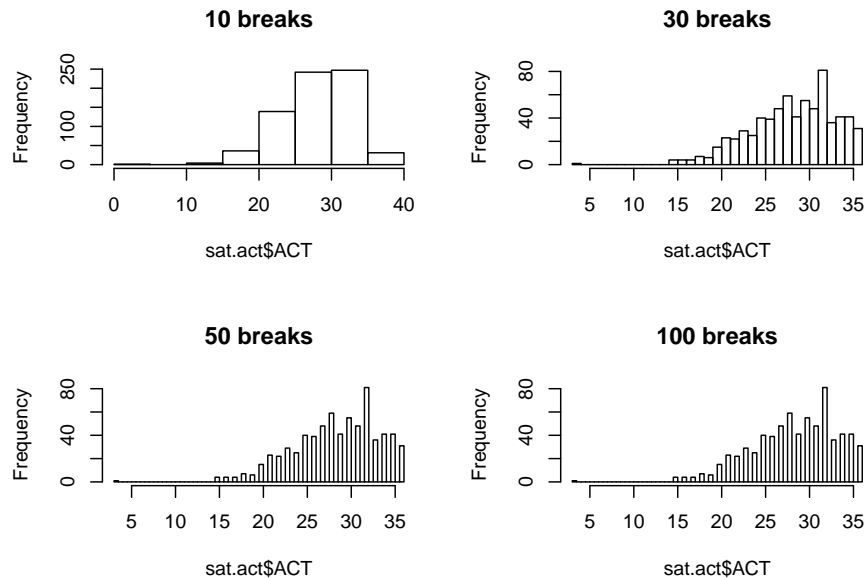 10 breaks
Frequency
250
100
0
0 10 20 30 40
sat.act$ACT
30 breaks
Frequency
80
40
0
5 10 15 20 25 30 35
sat.act$ACT
50 breaks
Frequency
80
40
0
5 10 15 20 25 30 35
sat.act$ACT
100 breaks
Frequency
80
40
0
5 10 15 20 25 30 35
sat.act$ACT